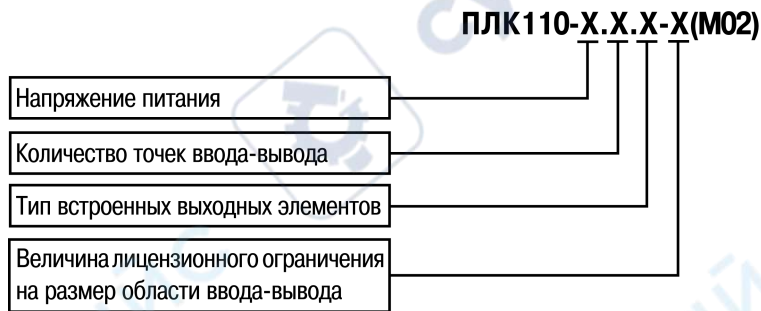 ПЛК110-Х.Х.Х-Х(М02)
Напряжение питания
Количество точек ввода-вывода
Тип встроенных выходных элементов
Величина лицензионного ограничения
на размер области ввода-вывода